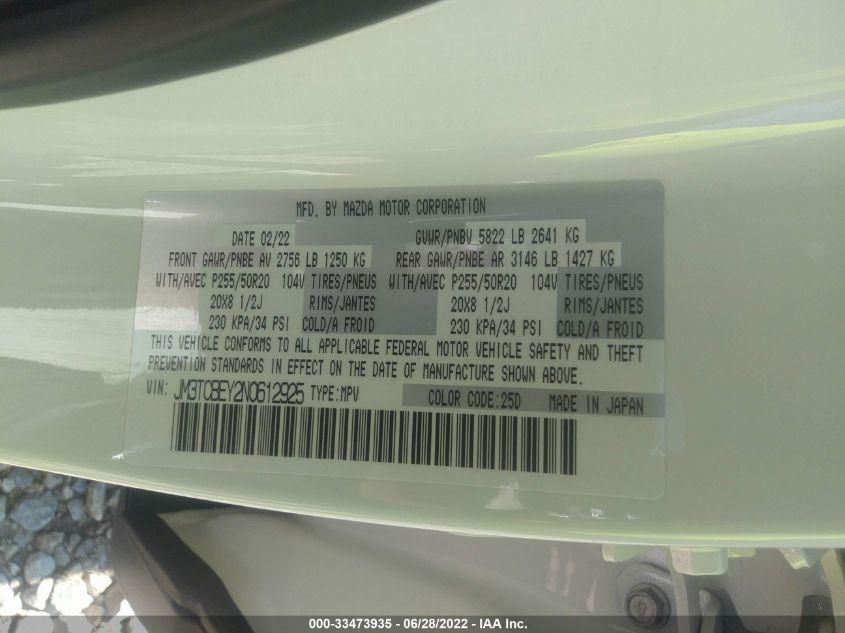 MFD. BY MAZDA MOTOR CORPORATION
DATE 02/22 GVWR/PNBV 5822 LB 2641 KG
FRONT GAWR/PNBE AV 2756 LB 1250 KG REAR GAWR/PNBE AR 3146 LB 1427 KG
WITH/AVEC P255/50R20 104V TIRES/PNEUS WITH/AVEC P255/50R20 104V TIRES/PNEUS
20X8 1/2J RIMS/JANTES 20X8 1/2J RIMS/JANTES
230 KPA/34 PSI COLD/A FROID 230 KPA/34 PSI COLD/A FROID
THIS VEHICLE CONFORMS TO ALL APPLICABLE FEDERAL MOTOR VEHICLE SAFETY AND THEFT
PREVENTION STANDARDS IN EFFECT ON THE DATE OF MANUFACTURE SHOWN ABOVE.
VIN: JM3TCBEY2N0612925 TYPE:MPV COLOR CODE:25D MADE IN JAPAN
000-33473935 - 06/28/2022 - IAA Inc.